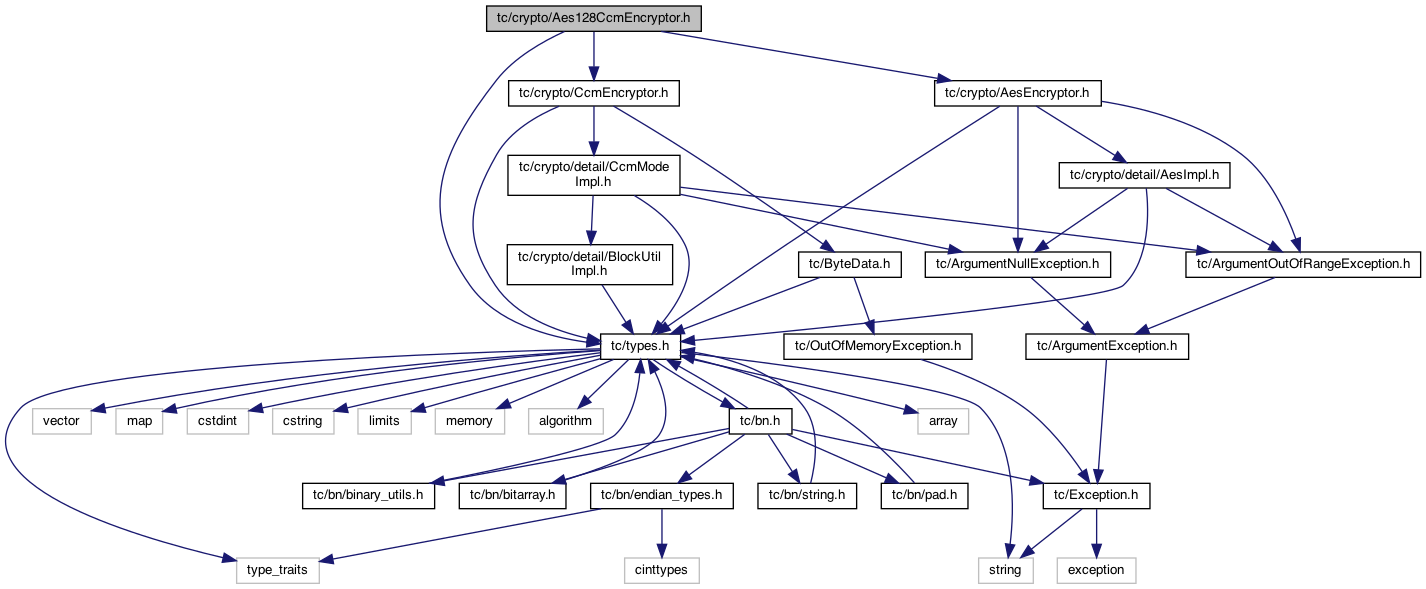 tc/crypto/Aes128CcmEncryptor.h
tc/crypto/CcmEncryptor.h
tc/crypto/AesEncryptor.h
tc/crypto/detail/CcmMode
Impl.h
tc/crypto/detail/AesImpl.h
tc/crypto/detail/BlockUtil
Impl.h
tc/ByteData.h
tc/ArgumentNullException.h
tc/ArgumentOutOfRangeException.h
tc/types.h
tc/OutOfMemoryException.h
tc/ArgumentException.h
vector
map
cstdint
cstring
limits
memory
algorithm
tc/bn.h
array
tc/bn/binary_utils.h
tc/bn/bitarray.h
tc/bn/endian_types.h
tc/bn/string.h
tc/bn/pad.h
tc/Exception.h
type_traits
cinttypes
string
exception